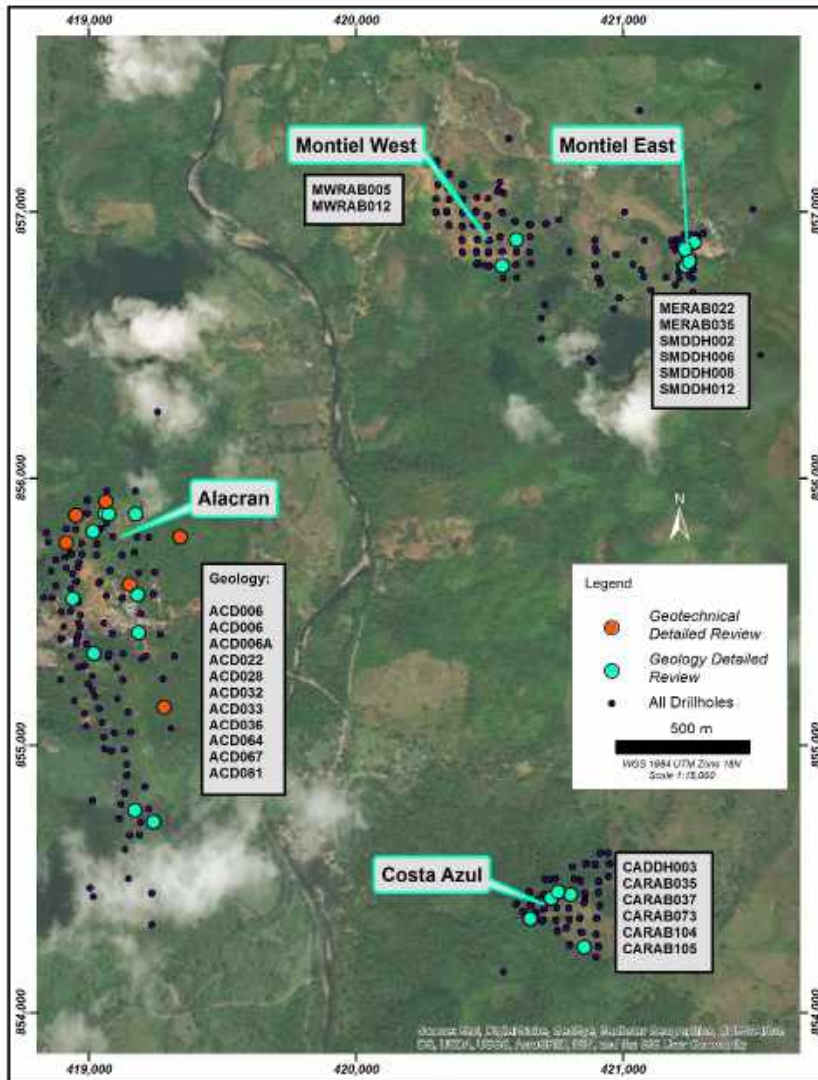 419,000
420,000
421,000
857,000
857,000
Montiel West
Montiel East
MWRAB005
MWRAB012
MERAB022
MERAB035
SMDDH002
SMDDH006
SMDDH008
SMDDH012
856,000
856,000
Alacran
Geology:
ACD006
ACD006
ACD006A
ACD022
ACD028
ACD032
ACD033
ACD036
ACD064
ACD067
ACD081
N
Legend
Geotechnical
Detailed Review
Geology Detailed
Review
All Drillholes
500 m
WGS 1984 UTM Zone 18N
Scale 1:15,000
855,000
855,000
Costa Azul
CADDH003
CARAB035
CARAB037
CARAB073
CARAB104
CARAB105
854,000
854,000
419,000
420,000
421,000